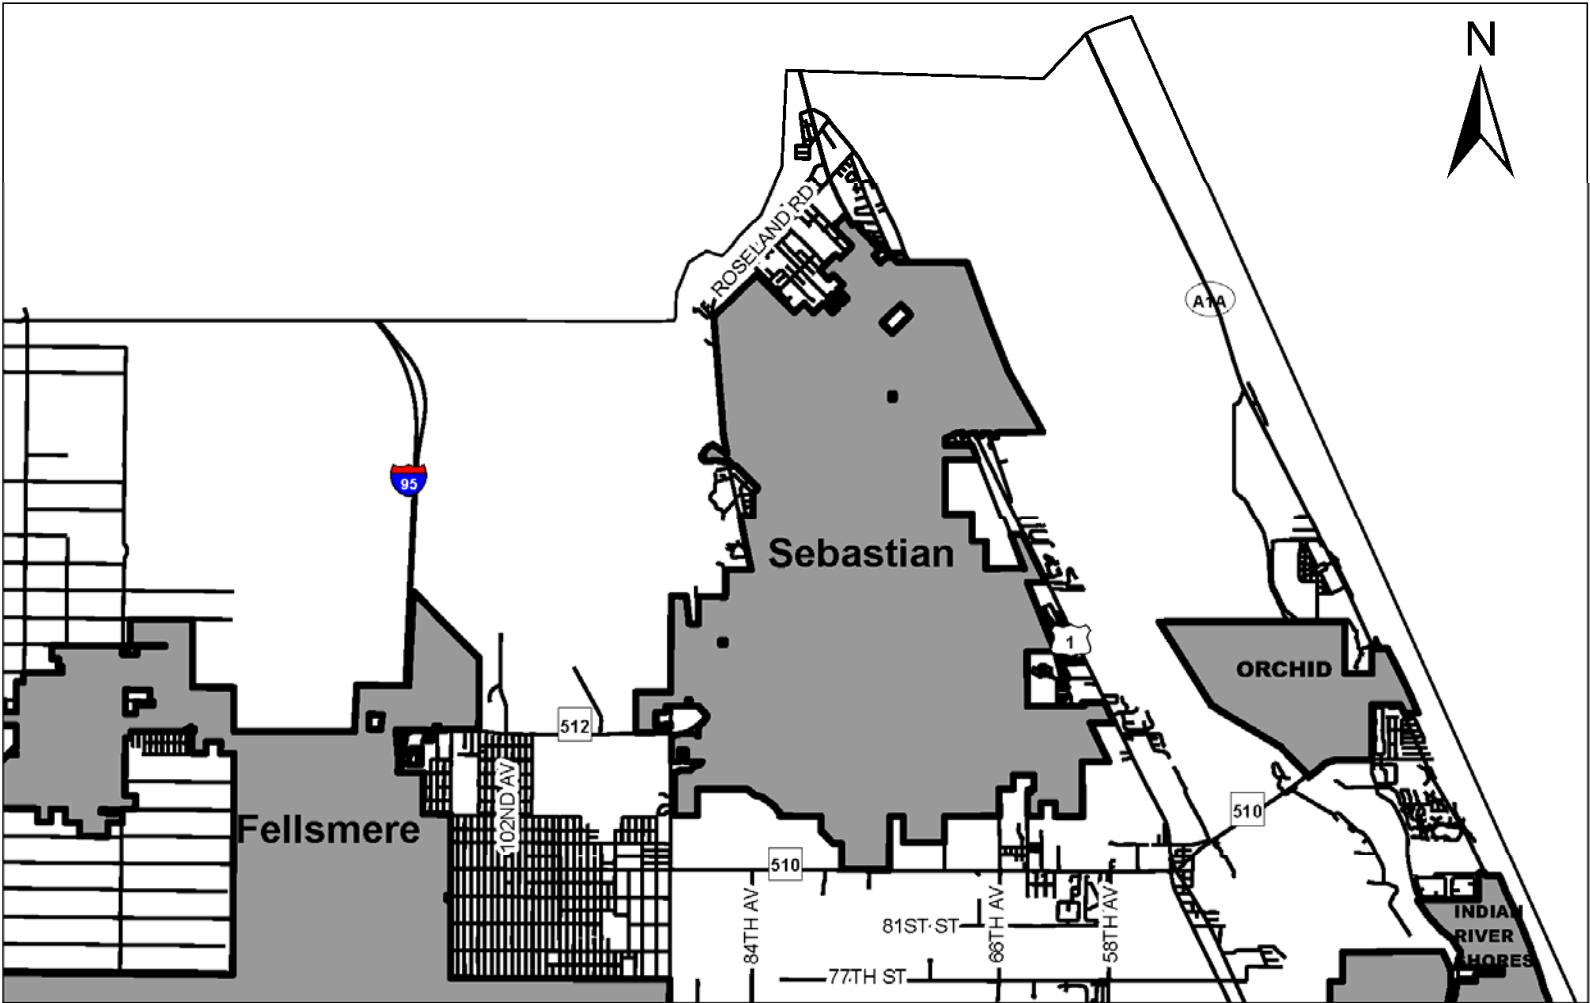 N
ROSELAND RD
A1A
95
Sebastian
1
ORCHID
512
102ND AV
510
Fellsmere
510
84TH AV
81ST ST
66TH AV
58TH AV
INDIAN
RIVER
SHORES
77TH ST